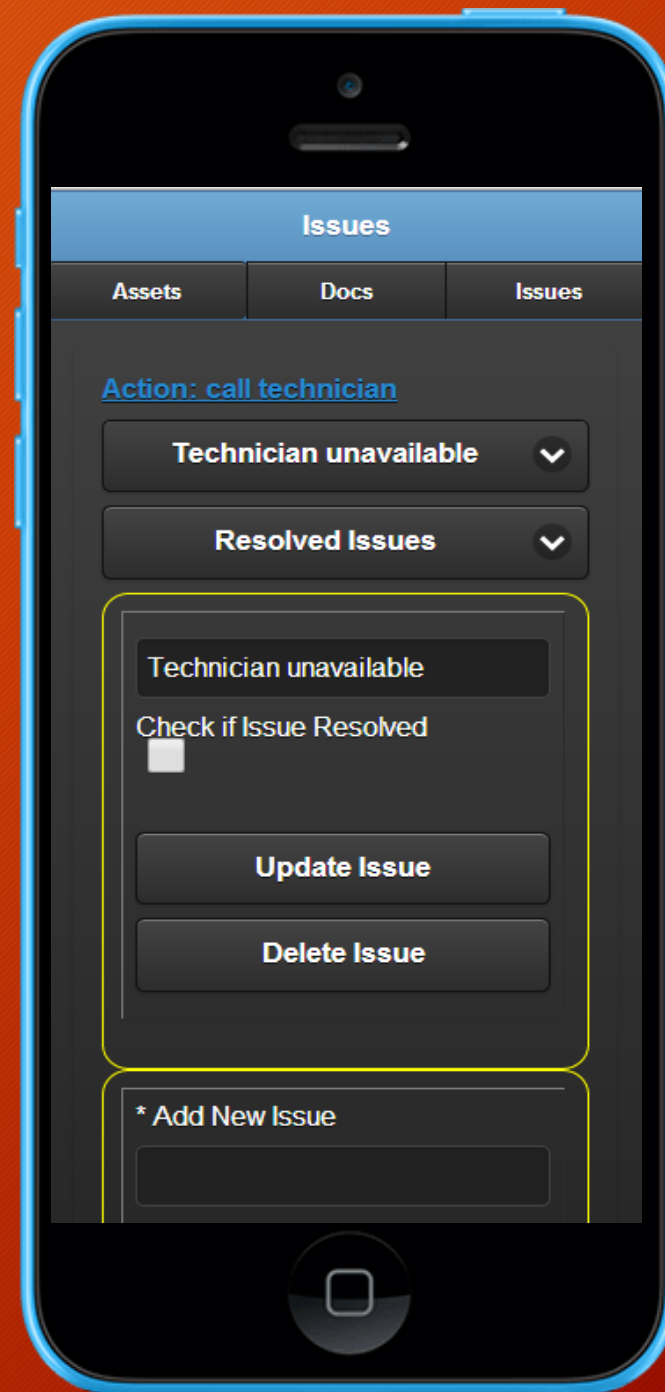 Issues
Assets Docs Issues
Action: call technician
Technician unavailable
Resolved Issues
Technician unavailable
Check if Issue Resolved
Update Issue
Delete Issue
* Add New Issue